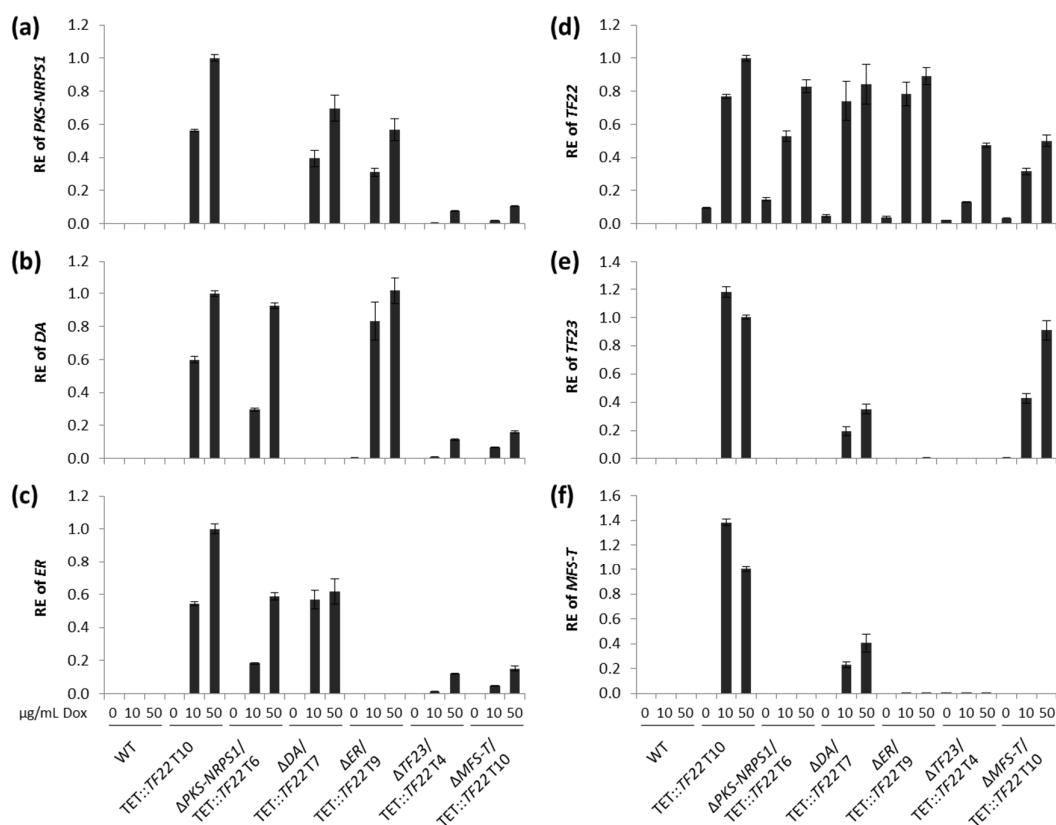 (a)
RE of PKS-NRPS1
1.2
1.0
0.8
0.6
0.4
0.2
0.0
(b)
RE of DA
1.2
1.0
0.8
0.6
0.4
0.2
0.0
(c)
RE of ER
1.2
1.0
0.8
0.6
0.4
0.2
0.0
µg/mL Dox 0 10 50 0 10 50 0 10 50 0 10 50 0 10 50 0 10 50 0 10 50
WT
TET::TF22 T10
ΔPKS-NRPS1/
TET::TF22 T6
ΔDA/
TET::TF22 T7
ΔER/
TET::TF22 T9
ΔTF23/
TET::TF22 T4
ΔMFS-T/
TET::TF22 T10
(d)
RE of TF22
1.2
1.0
0.8
0.6
0.4
0.2
0.0
(e)
RE of TF23
1.4
1.2
1.0
0.8
0.6
0.4
0.2
0.0
(f)
RE of MFS-T
1.6
1.4
1.2
1.0
0.8
0.6
0.4
0.2
0.0
0 10 50 0 10 50 0 10 50 0 10 50 0 10 50 0 10 50 0 10 50
WT
TET::TF22 T10
ΔPKS-NRPS1/
TET::TF22 T6
ΔDA/
TET::TF22 T7
ΔER/
TET::TF22 T9
ΔTF23/
TET::TF22 T4
ΔMFS-T/
TET::TF22 T10